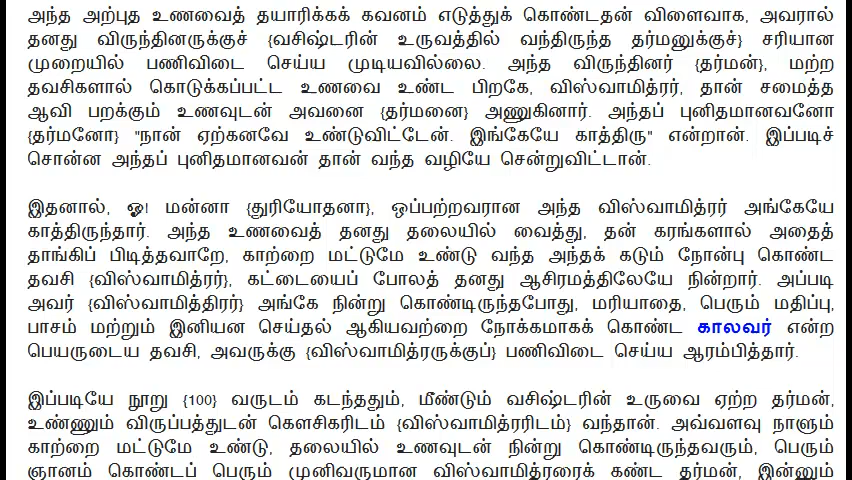 அந்த அற்புத உணவைத் தயாரிக்கக் கவனம் எடுத்துக் கொண்டதன் விளைவாக, அவரால்
தனது விருந்தினருக்குச் {வசிஷ்டரின் உருவத்தில் வந்திருந்த தர்மனுக்குச்} சரியான
முறையில் பணிவிடை செய்ய முடியவில்லை. அந்த விருந்தினர் {தர்மன்}, மற்ற
தவசிகளால் கொடுக்கப்பட்ட உணவை உண்ட பிறகே, விஸ்வாமித்ரர், தான் சமைத்த
ஆவி பறக்கும் உணவுடன் அவனை {தர்மனை} அணுகினார். அந்தப் புனிதமானவனோ
{தர்மனோ} "நான் ஏற்கனவே உண்டுவிட்டேன். இங்கேயே காத்திரு" என்றான். இப்படிச்
சொன்ன அந்தப் புனிதமானவன் தான் வந்த வழியே சென்றுவிட்டான்.
இதனால், ஓ! மன்னா {துரியோதனா}, ஒப்பற்றவரான அந்த விஸ்வாமித்ரர் அங்கேயே
காத்திருந்தார். அந்த உணவைத் தனது தலையில் வைத்து, தன் கரங்களால் அதைத்
தாங்கிப் பிடித்தவாறே, காற்றை மட்டுமே உண்டு வந்த அந்தக் கடும் நோன்பு கொண்ட
தவசி {விஸ்வாமித்ரர்}, கட்டையைப் போலத் தனது ஆசிரமத்திலேயே நின்றார். அப்படி
அவர் {விஸ்வாமித்திரர்} அங்கே நின்று கொண்டிருந்தபோது, மரியாதை, பெரும் மதிப்பு,
பாசம் மற்றும் இனியன செய்தல் ஆகியவற்றை நோக்கமாகக் கொண்ட காலவர் என்ற
பெயருடைய தவசி, அவருக்கு {விஸ்வாமித்ரருக்குப்} பணிவிடை செய்ய ஆரம்பித்தார்.
இப்படியே நூறு {100} வருடம் கடந்ததும், மீண்டும் வசிஷ்டரின் உருவை ஏற்ற தர்மன்,
உண்ணும் விருப்பத்துடன் கௌசிகரிடம் {விஸ்வாமித்ரரிடம்} வந்தான். அவ்வளவு நாளும்
காற்றை மட்டுமே உண்டு, தலையில் உணவுடன் நின்று கொண்டிருந்தவரும், பெரும்
ஞானம் கொண்டப் பெரும் முனிவருமான விஸ்வாமித்ரரைக் கண்ட தர்மன், இன்னும்